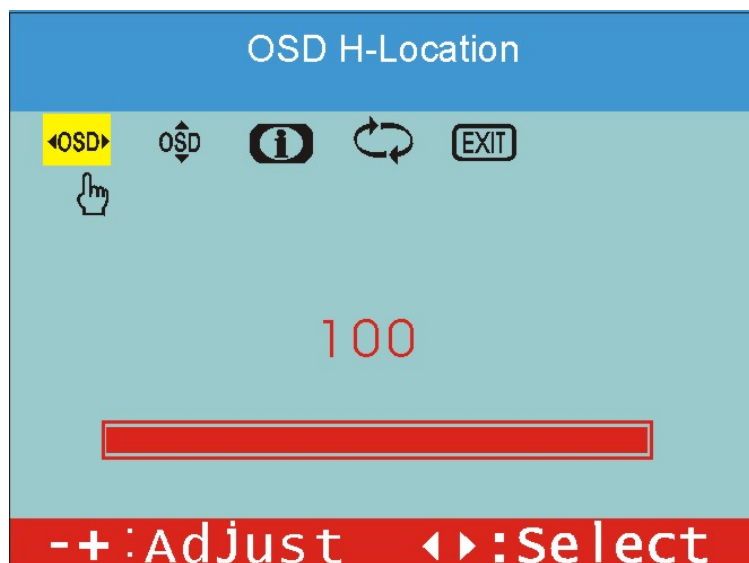 OSD H-Location
◂OSD▸ OSD i EXIT
100
-+:Adjust ◂▸:Select